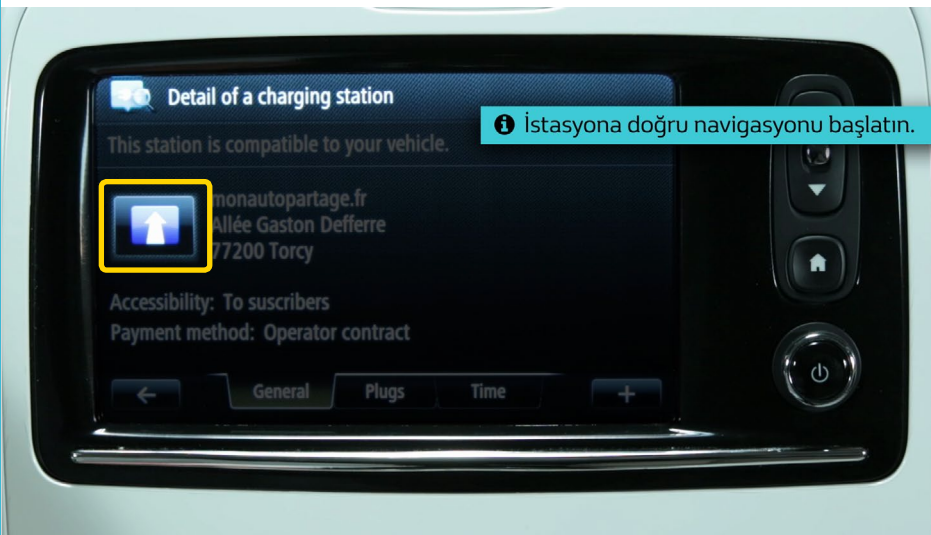 Detail of a charging station
İstasyona doğru navigasyonu başlatın.
This station is compatible to your vehicle.
monautopartage.fr
Allée Gaston Defferre
77200 Torcy
Accessibility: To suscribers
Payment method: Operator contract
General Plugs Time